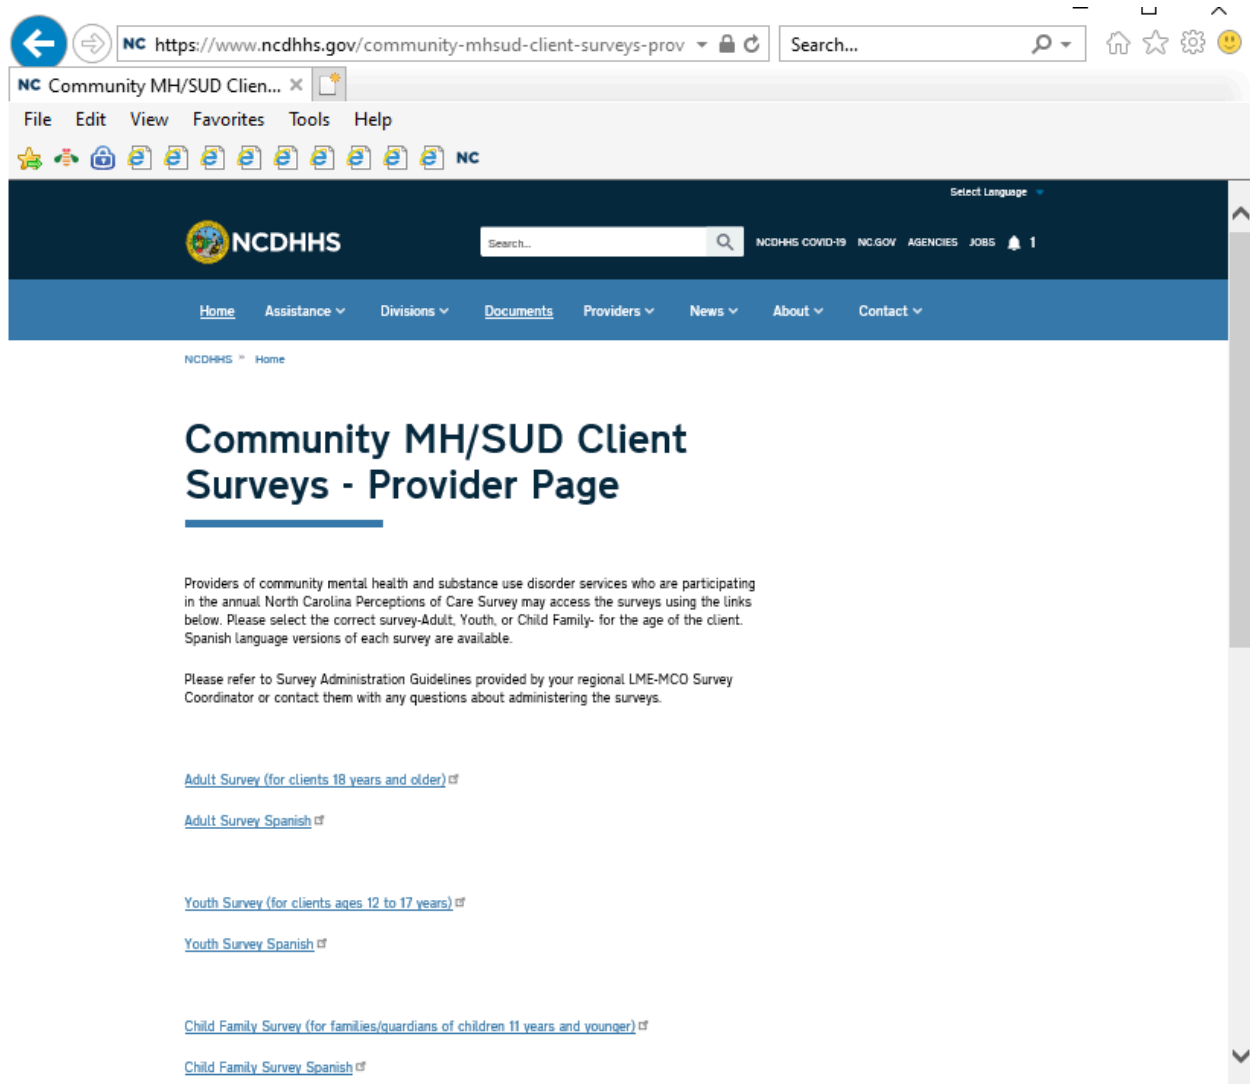 NC https://www.ncdhhs.gov/community-mhsud-client-surveys-prov
Search...
NC Community MH/SUD Clien...
File Edit View Favorites Tools Help
NC
Select Language
NCDHHS
Search...
NCDHHS COVID-19 NC.GOV AGENCIES JOBS 1
Home Assistance Divisions Documents Providers News About Contact
NCDHHS » Home
Community MH/SUD Client
Surveys - Provider Page
Providers of community mental health and substance use disorder services who are participating
in the annual North Carolina Perceptions of Care Survey may access the surveys using the links
below. Please select the correct survey-Adult, Youth, or Child Family- for the age of the client.
Spanish language versions of each survey are available.
Please refer to Survey Administration Guidelines provided by your regional LME-MCO Survey
Coordinator or contact them with any questions about administering the surveys.
Adult Survey (for clients 18 years and older)
Adult Survey Spanish
Youth Survey (for clients ages 12 to 17 years)
Youth Survey Spanish
Child Family Survey (for families/guardians of children 11 years and younger)
Child Family Survey Spanish